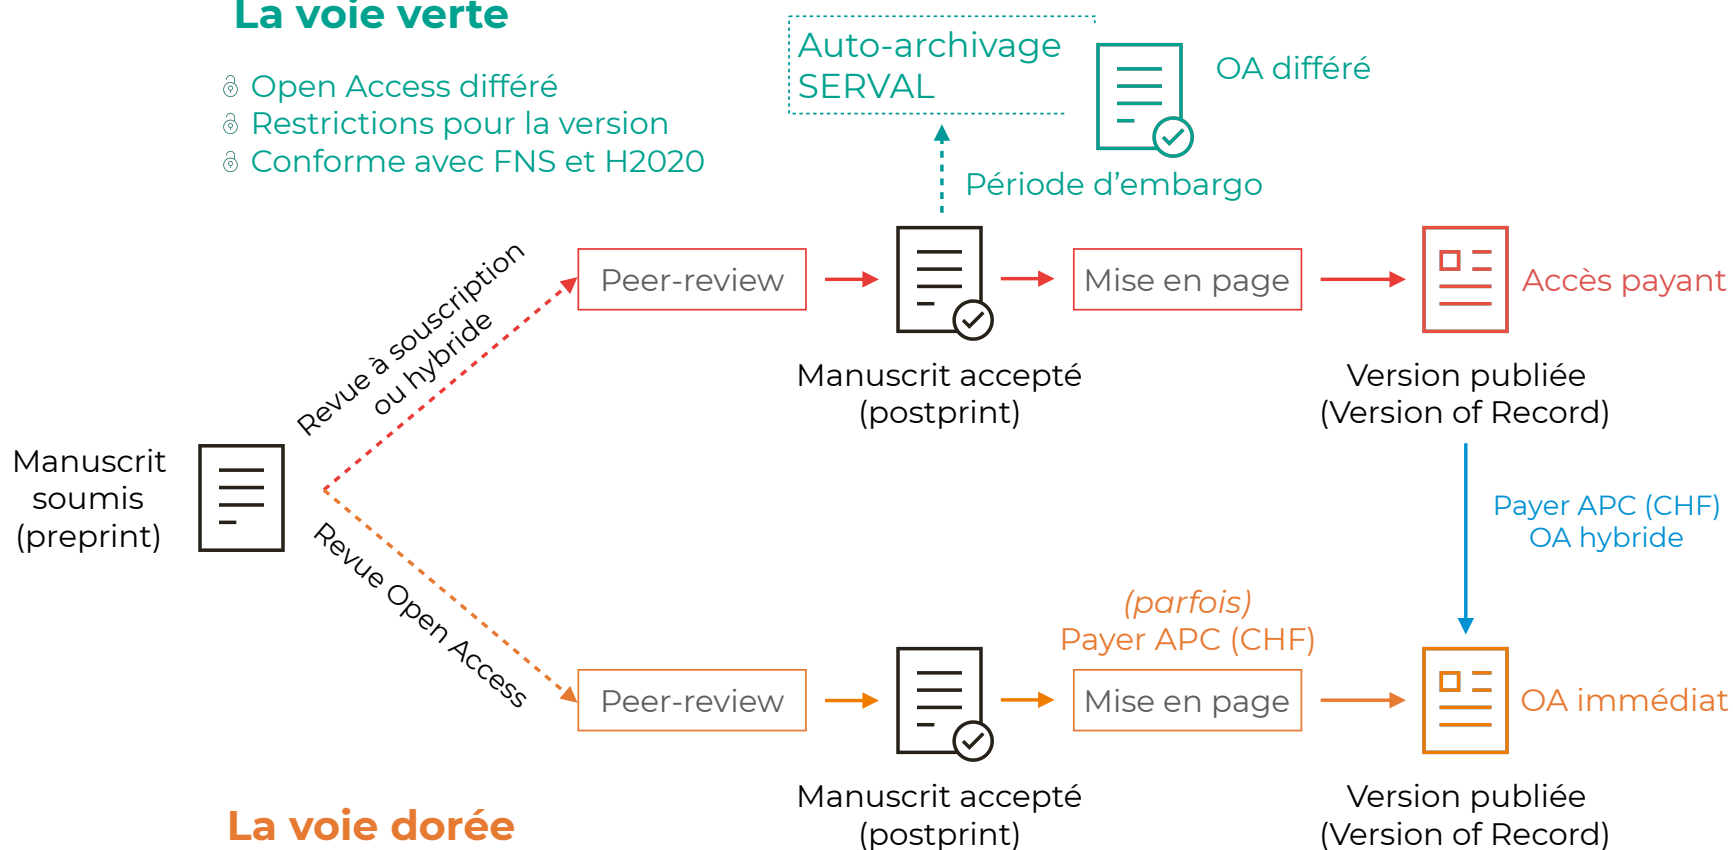 La voie verte
Open Access différé
Restrictions pour la version
Conforme avec FNS et H2020
Auto-archivage
SERVAL
OA différé
Période d’embargo
Revue à souscription
ou hybride
Peer-review
Mise en page
Accès payant
Manuscrit accepté
(postprint)
Version publiée
(Version of Record)
Manuscrit
soumis
(preprint)
Payer APC (CHF)
OA hybride
Revue Open Access
(parfois)
Payer APC (CHF)
Peer-review
Mise en page
OA immédiat
Manuscrit accepté
(postprint)
Version publiée
(Version of Record)
La voie dorée